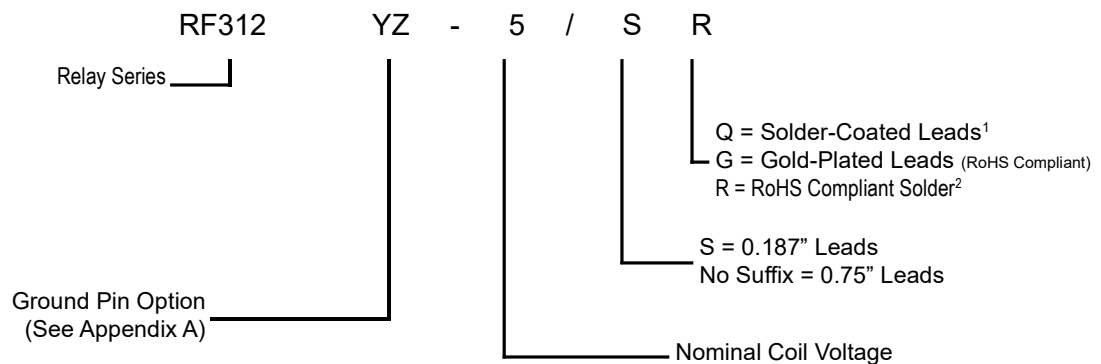 RF312 YZ - 5 / S R
Relay Series
Q = Solder-Coated Leads¹
G = Gold-Plated Leads (RoHS Compliant)
R = RoHS Compliant Solder²
S = 0.187” Leads
No Suffix = 0.75” Leads
Ground Pin Option
(See Appendix A)
Nominal Coil Voltage